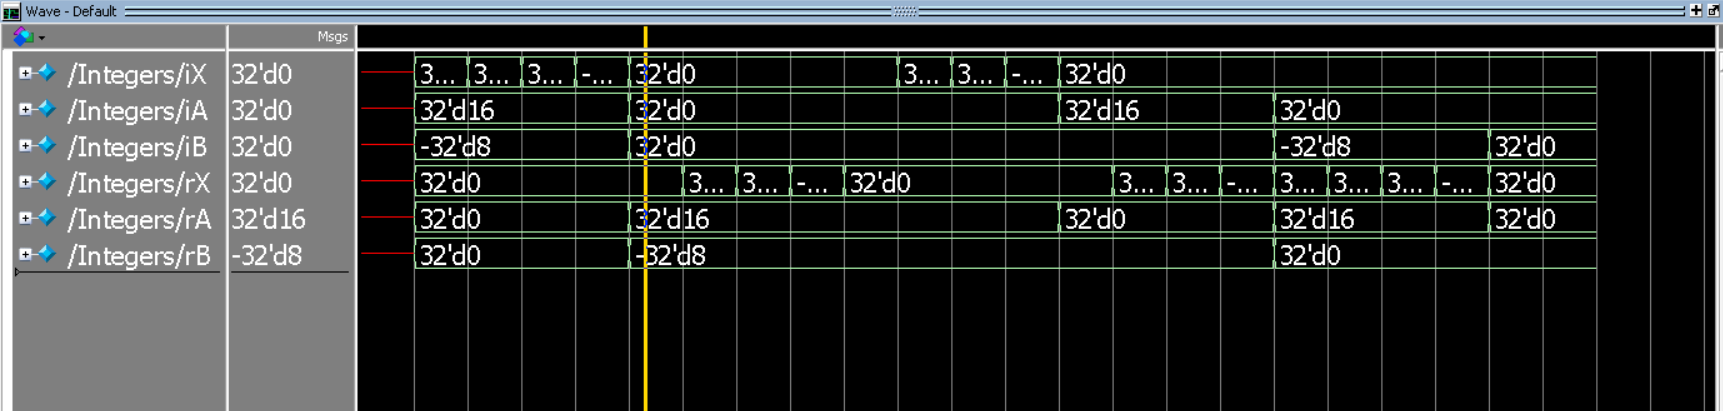 Wave - Default
Msgs
/Integers/iX 32'd0 3... 3... 3... -... 32'd0 3... 3... -... 32'd0
/Integers/iA 32'd0 32'd16 32'd0 32'd16 32'd0
/Integers/iB 32'd0 -32'd8 32'd0 -32'd8 32'd0
/Integers/rX 32'd0 32'd0 3... 3... -... 32'd0 3... 3... -... 3... 3... 3... -... 32'd0
/Integers/rA 32'd16 32'd0 32'd16 32'd0 32'd16 32'd0
/Integers/rB -32'd8 32'd0 -32'd8 32'd0